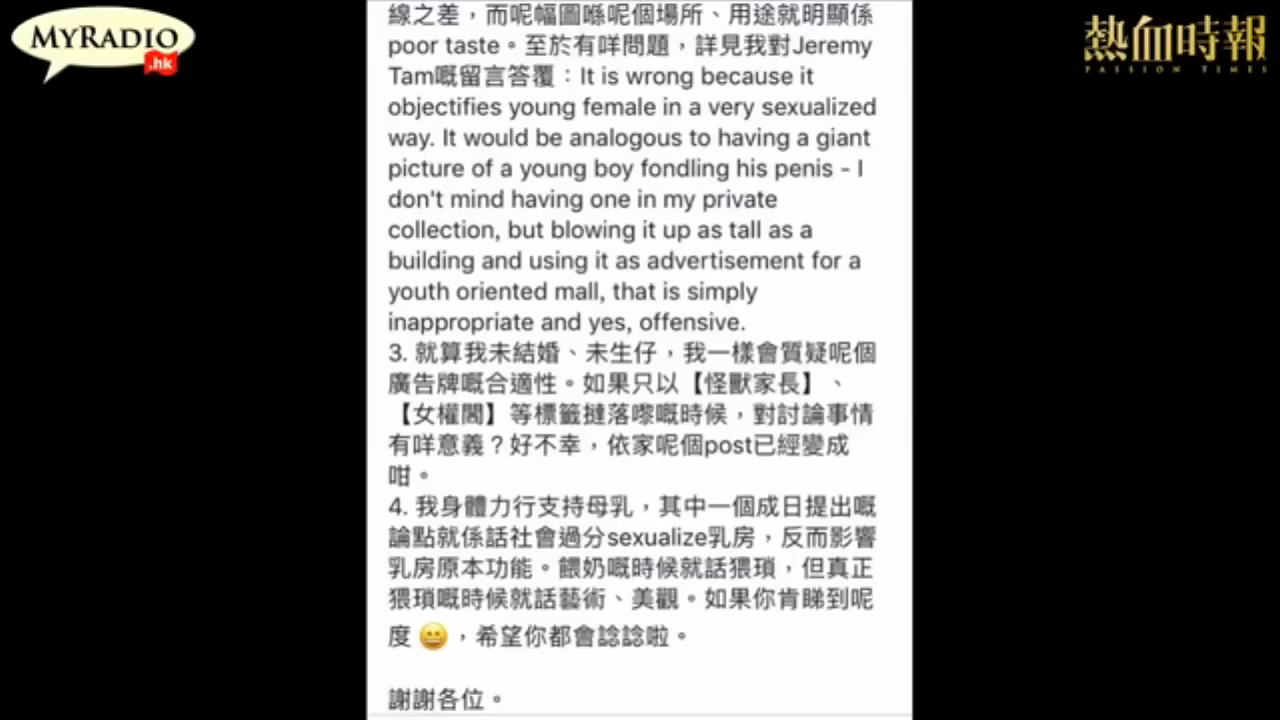 MYRADIO
.hk
熱血時報
PASSION TIMES
線之差，而呢幅圖喺呢個場所、用途就明顯係
poor taste。至於有咩問題，詳見我對Jeremy
Tam嘅留言答覆：It is wrong because it
objectifies young female in a very sexualized
way. It would be analogous to having a giant
picture of a young boy fondling his penis - I
don't mind having one in my private
collection, but blowing it up as tall as a
building and using it as advertisement for a
youth oriented mall, that is simply
inappropriate and yes, offensive.
3. 就算我未結婚、未生仔，我一樣會質疑呢個
廣告牌嘅合適性。如果只以【怪獸家長】、
【女權閪】等標籤撻落嚟嘅時候，對討論事情
有咩意義？好不幸，依家呢個post已經變成
咁。
4. 我身體力行支持母乳，其中一個成日提出嘅
論點就係話社會過分sexualize乳房，反而影響
乳房原本功能。餵奶嘅時候就話猥瑣，但真正
猥瑣嘅時候就話藝術、美觀。如果你肯睇到呢
度😀，希望你都會諗諗啦。
謝謝各位。